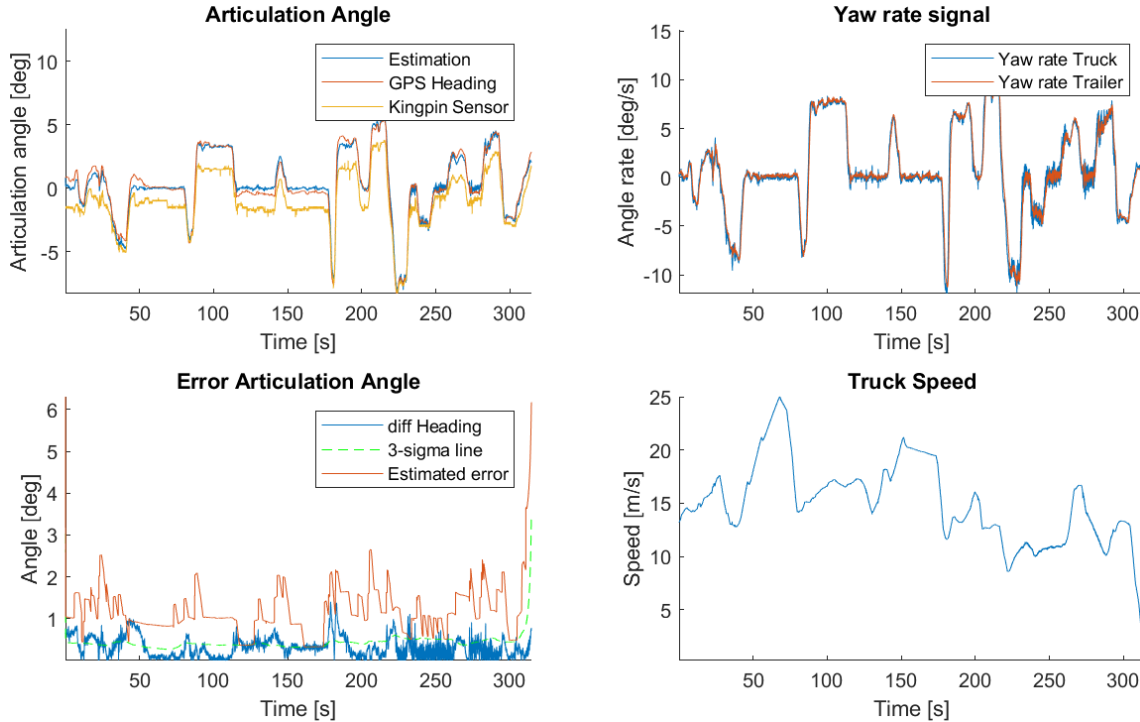 Articulation Angle
Articulation angle [deg]
10
5
0
-5
Estimation
GPS Heading
Kingpin Sensor
50 100 150 200 250 300
Time [s]
Yaw rate signal
Angle rate [deg/s]
15
10
5
0
-5
-10
Yaw rate Truck
Yaw rate Trailer
50 100 150 200 250 300
Time [s]
Error Articulation Angle
Angle [deg]
6
5
4
3
2
1
diff Heading
3-sigma line
Estimated error
50 100 150 200 250 300
Time [s]
Truck Speed
Speed [m/s]
25
20
15
10
5
50 100 150 200 250 300
Time [s]